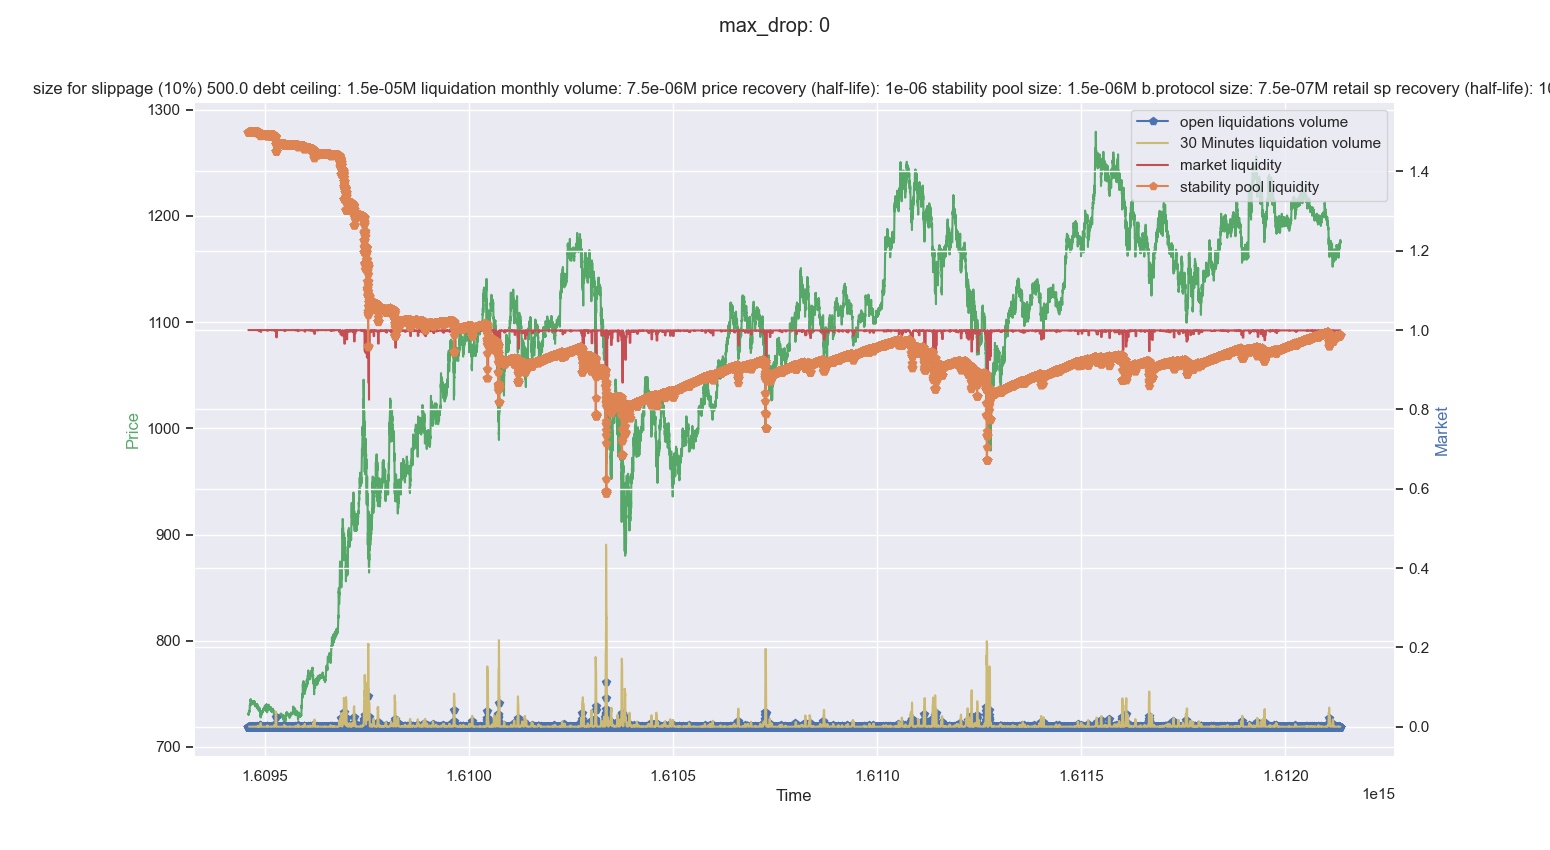 max_drop: 0
size for slippage (10%) 500.0 debt ceiling: 1.5e-05M liquidation monthly volume: 7.5e-06M price recovery (half-life): 1e-06 stability pool size: 1.5e-06M b.protocol size: 7.5e-07M retail sp recovery (half-life): 10
1300
1200
1100
1000
900
800
700
Price
open liquidations volume
30 Minutes liquidation volume
market liquidity
stability pool liquidity
1.4
1.2
1.0
0.8
0.6
0.4
0.2
0.0
Market
1.6095
1.6100
1.6105
1.6110
1.6115
1.6120
Time
1e15